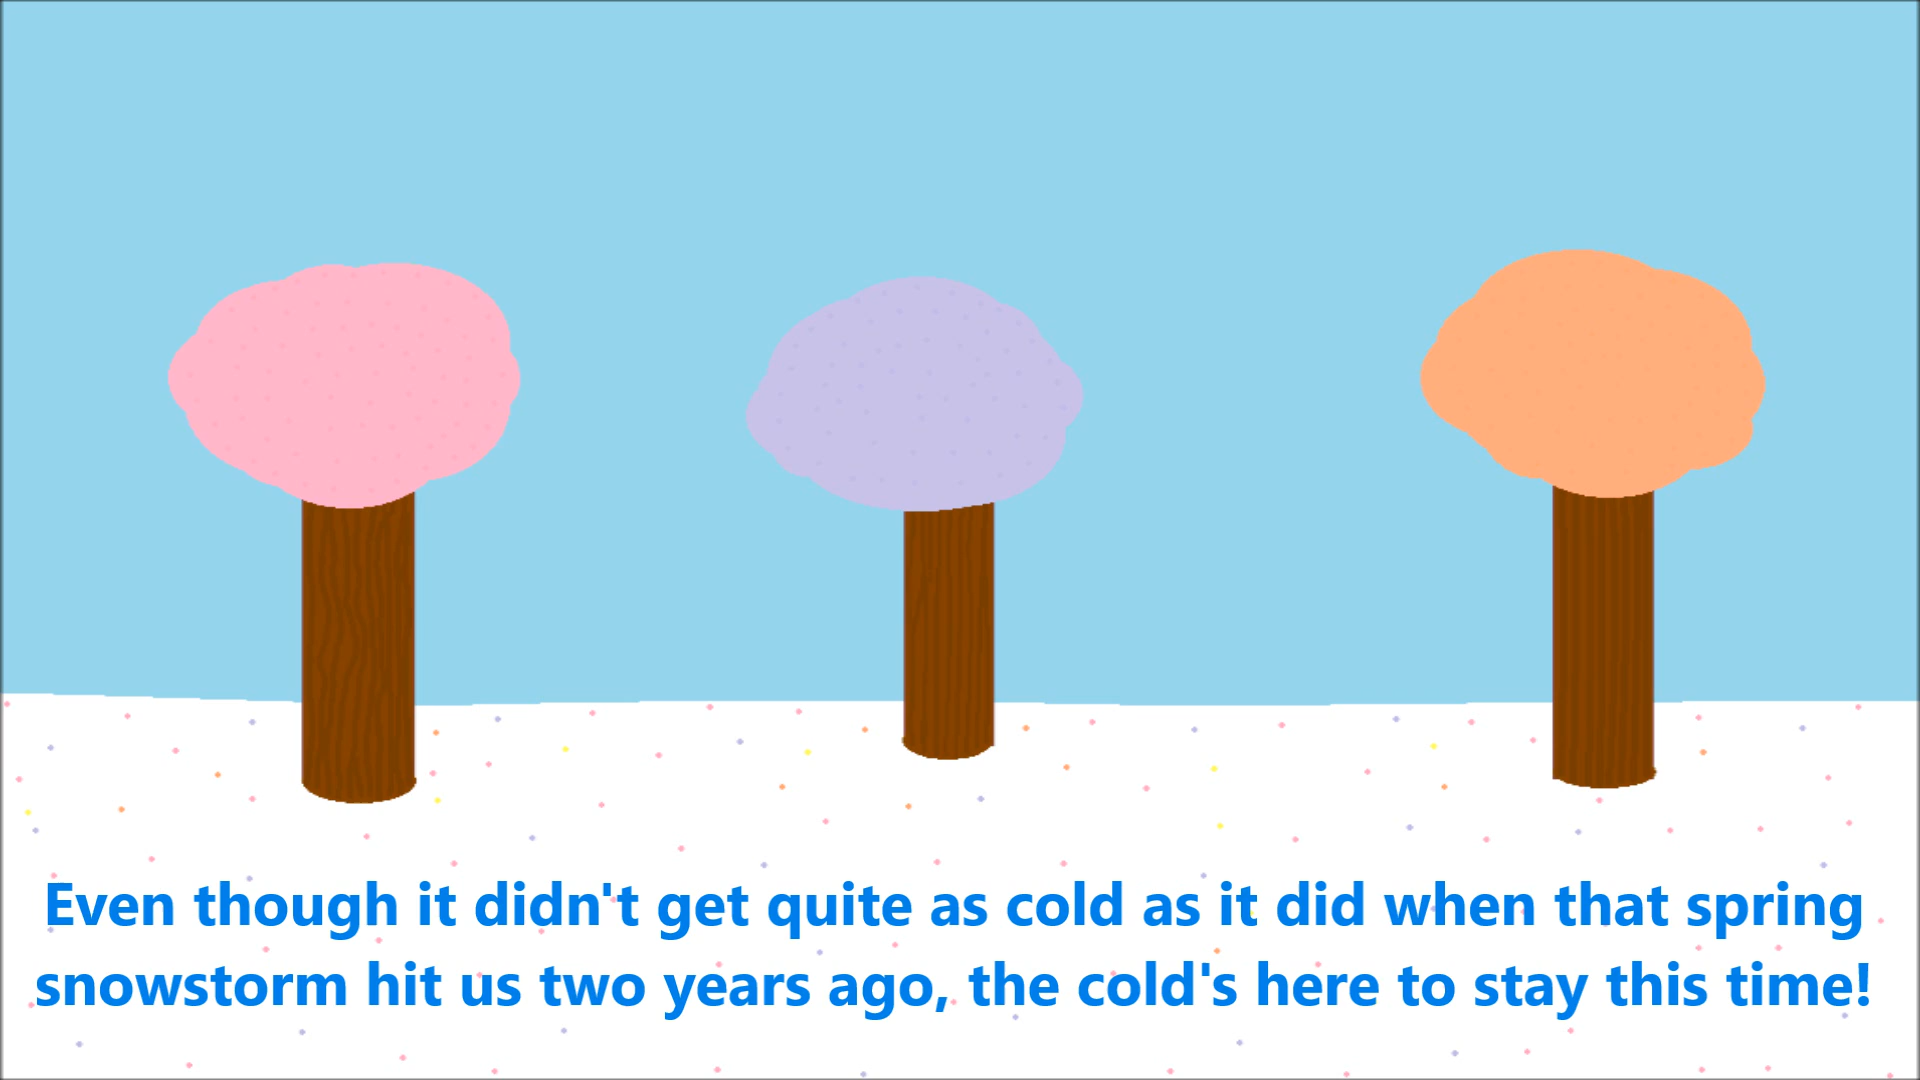 Even though it didn't get quite as cold as it did when that spring
snowstorm hit us two years ago, the cold's here to stay this time!